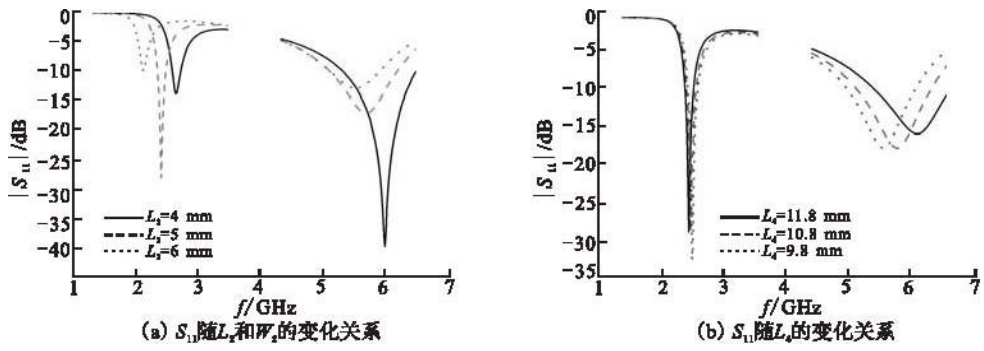 0
−5
−10
−15
−17
−20
−25
−30
−35
−40
|S₁₁|/dB
L₂=4 mm
L₂=5 mm
L₂=6 mm
1 2 3 4 5 6 7
f/GHz
(a) S₁₁随L₂和W₂的变化关系
0
−5
−10
−15
−20
−25
−30
−35
|S₁₁|/dB
L₄=11.8 mm
L₄=10.8 mm
L₄=9.8 mm
1 2 3 4 5 6 7
f/GHz
(b) S₁₁随L₄的变化关系